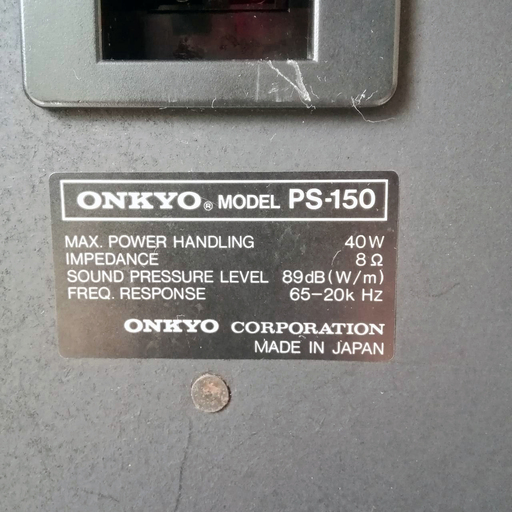 ONKYO® MODEL PS-150
MAX. POWER HANDLING 40W
IMPEDANCE 8Ω
SOUND PRESSURE LEVEL 89dB(W/m)
FREQ. RESPONSE 65-20k Hz
ONKYO CORPORATION
MADE IN JAPAN